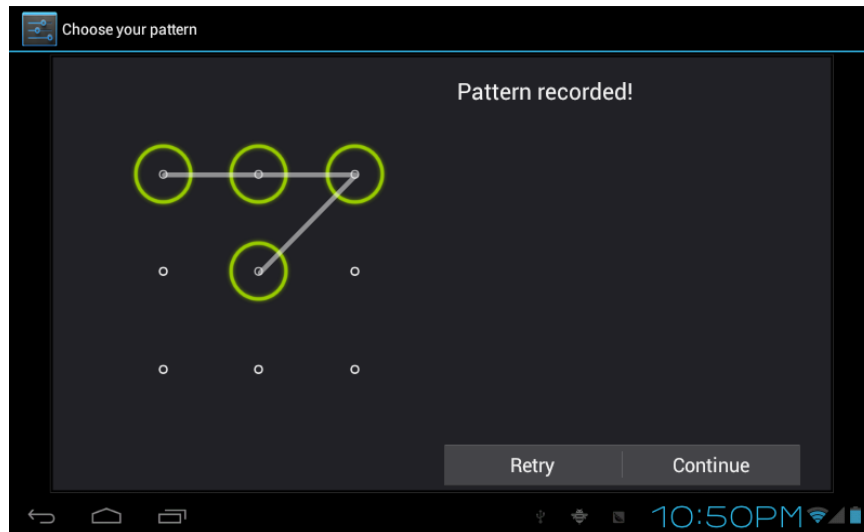 Choose your pattern
Pattern recorded!
Retry
Continue
10:50PM